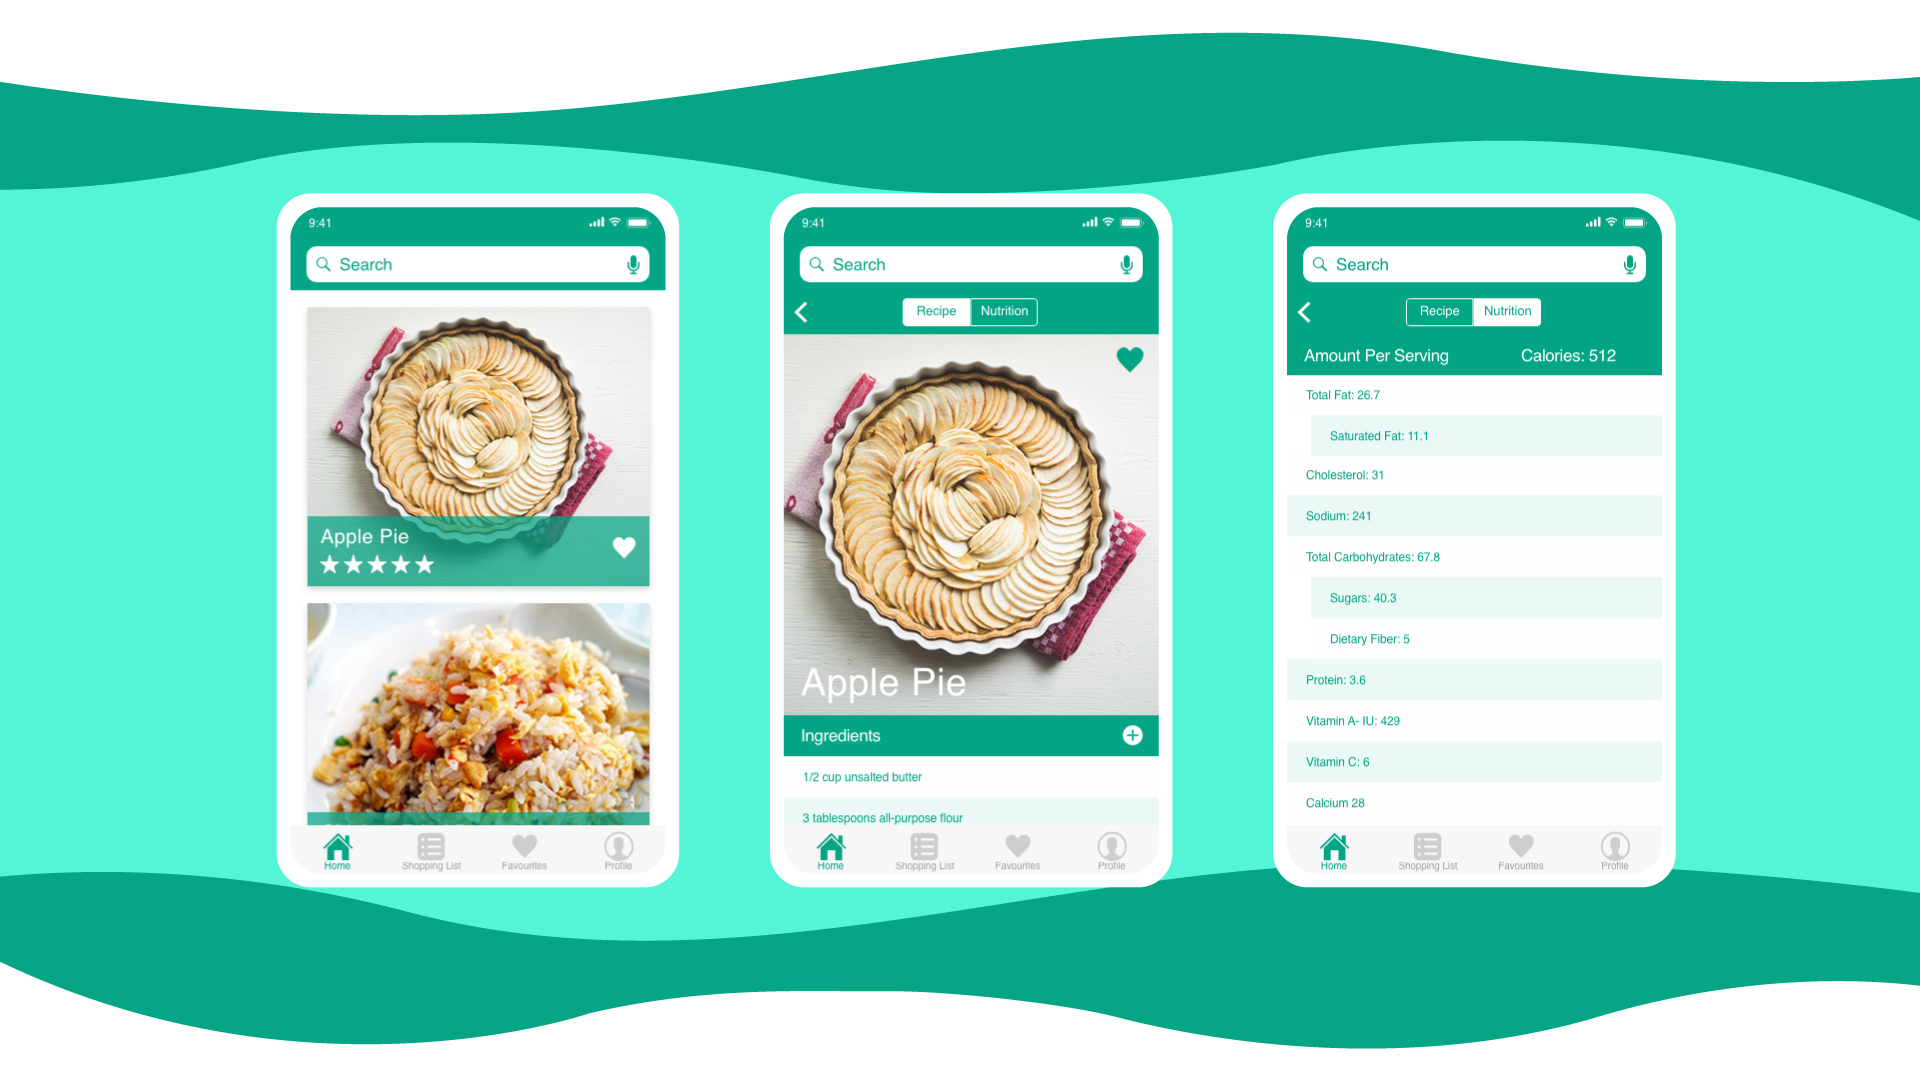 9:41
Search
Apple Pie
Home
Shopping List
Favourites
Profile
9:41
Search
Recipe
Nutrition
Apple Pie
Ingredients
1/2 cup unsalted butter
3 tablespoons all-purpose flour
Home
Shopping List
Favourites
Profile
9:41
Search
Recipe
Nutrition
Amount Per Serving
Calories: 512
Total Fat: 26.7
Saturated Fat: 11.1
Cholesterol: 31
Sodium: 241
Total Carbohydrates: 67.8
Sugars: 40.3
Dietary Fiber: 5
Protein: 3.6
Vitamin A- IU: 429
Vitamin C: 6
Calcium 28
Home
Shopping List
Favourites
Profile